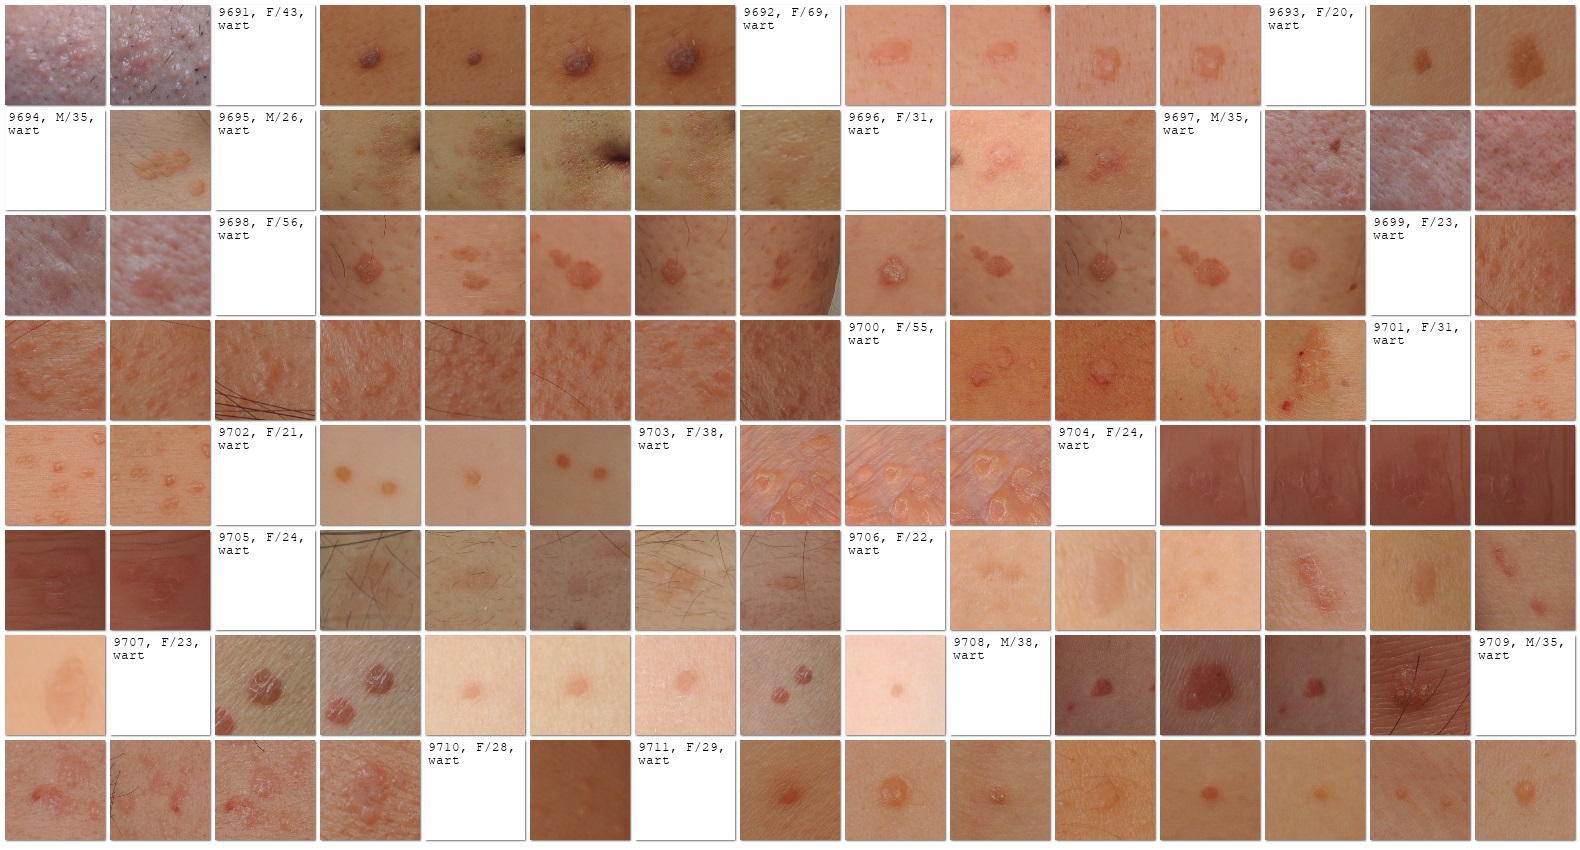 9691, F/43,
wart
9692, F/69,
wart
9693, F/20,
wart
9694, M/35,
wart
9695, M/26,
wart
9696, F/31,
wart
9697, M/35,
wart
9698, F/56,
wart
9699, F/23,
wart
9700, F/55,
wart
9701, F/31,
wart
9702, F/21,
wart
9703, F/38,
wart
9704, F/24,
wart
9705, F/24,
wart
9706, F/22,
wart
9707, F/23,
wart
9708, M/38,
wart
9709, M/35,
wart
9710, F/28,
wart
9711, F/29,
wart